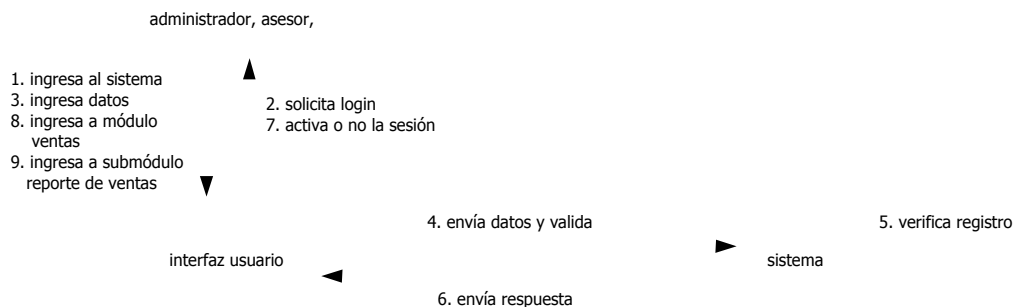 administrador, asesor,
1. ingresa al sistema
3. ingresa datos
8. ingresa a módulo
ventas
9. ingresa a submódulo
reporte de ventas
2. solicita login
7. activa o no la sesión
4. envía datos y valida
5. verifica registro
interfaz usuario
sistema
6. envía respuesta